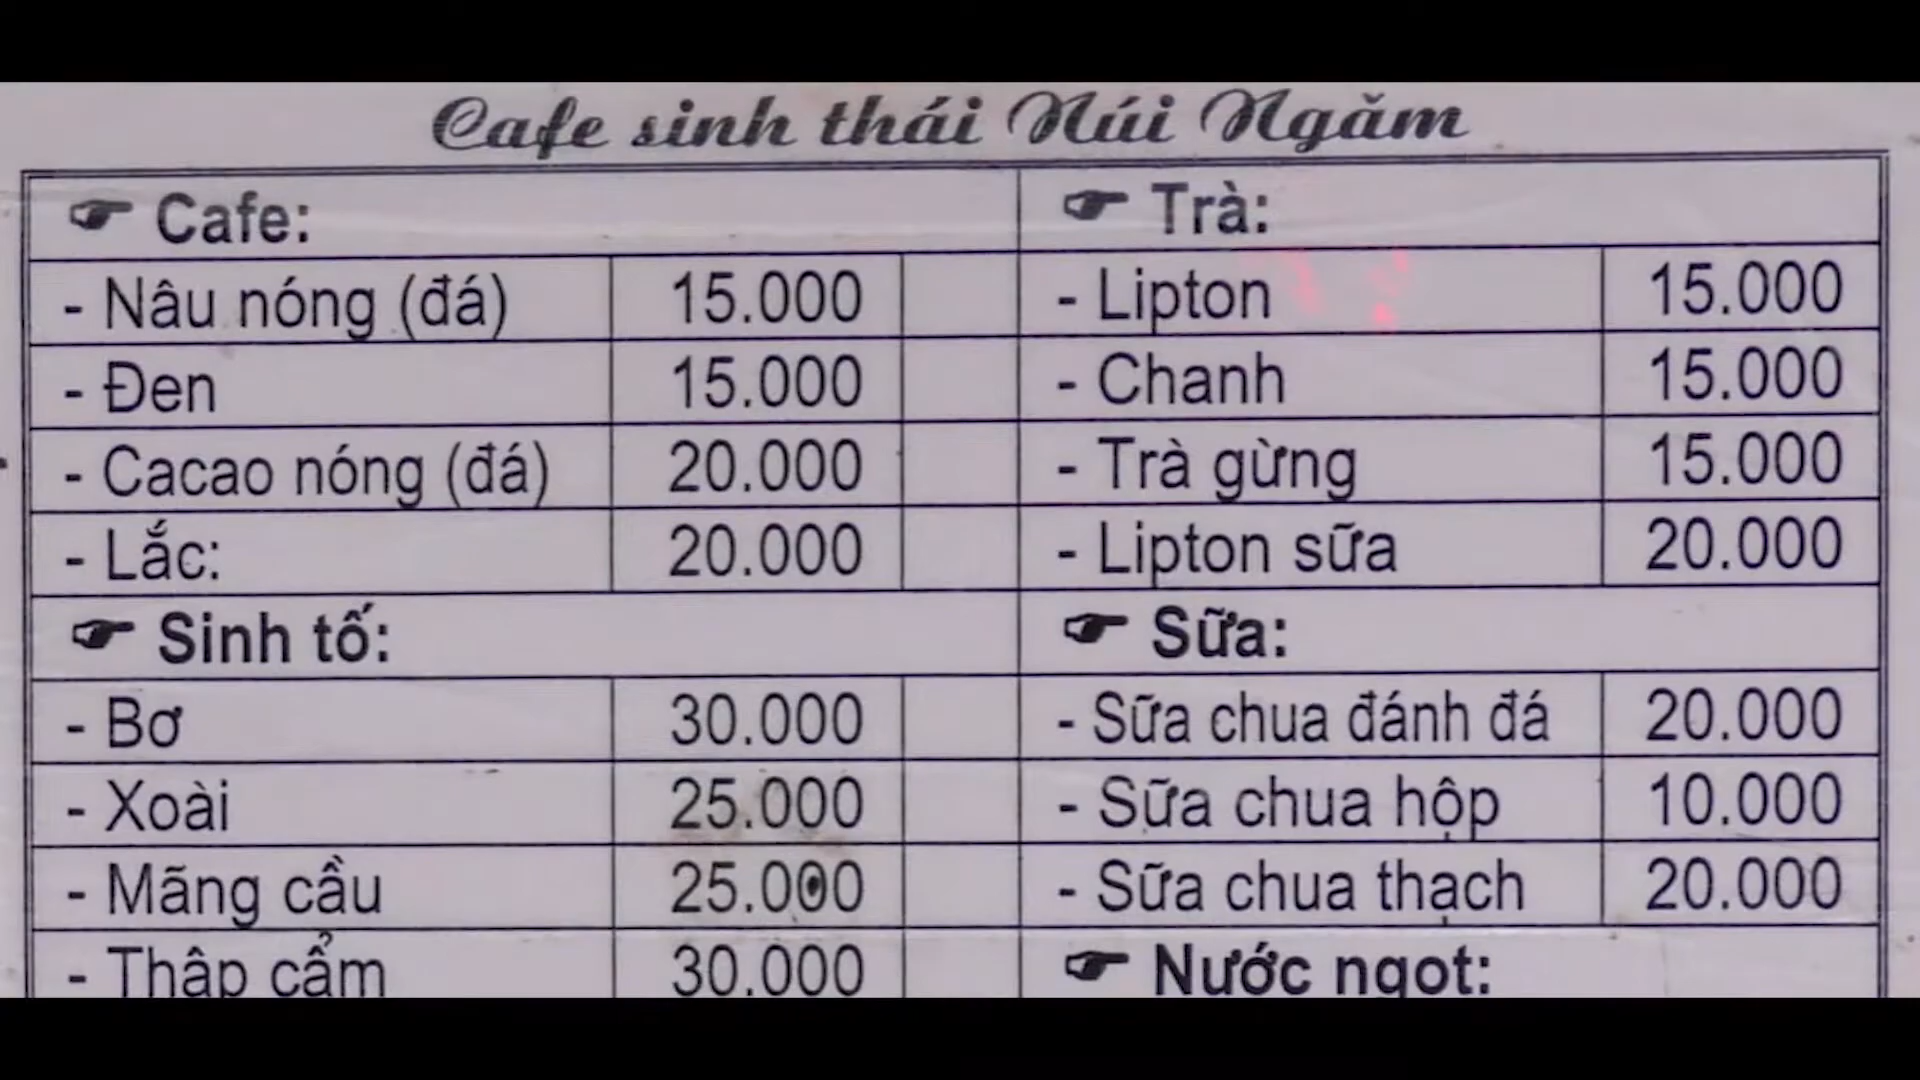 Cafe sinh thái Núi Ngăm
Cafe:
- Nâu nóng (đá) 15.000
- Đen 15.000
- Cacao nóng (đá) 20.000
- Lắc: 20.000
Sinh tố:
- Bơ 30.000
- Xoài 25.000
- Mãng cầu 25.000
- Thập cẩm 30.000
Trà:
- Lipton 15.000
- Chanh 15.000
- Trà gừng 15.000
- Lipton sữa 20.000
Sữa:
- Sữa chua đánh đá 20.000
- Sữa chua hộp 10.000
- Sữa chua thạch 20.000
Nước ngọt: